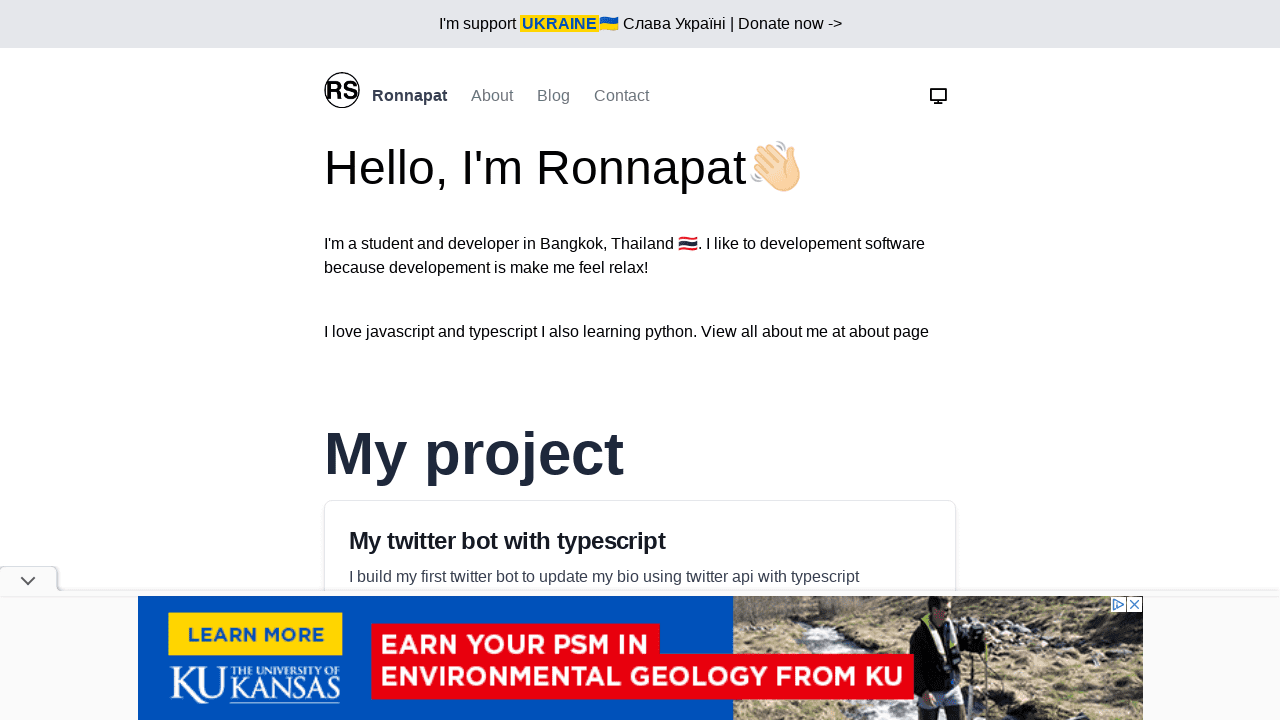 I'm support UKRAINE🇺🇦 Слава Україні | Donate now ->
RS Ronnapat About Blog Contact
Hello, I'm Ronnapat👋🏻
I'm a student and developer in Bangkok, Thailand 🇹🇭. I like to developement software
because developement is make me feel relax!
I love javascript and typescript I also learning python. View all about me at about page
My project
My twitter bot with typescript
I build my first twitter bot to update my bio using twitter api with typescript
LEARN MORE
KU THE UNIVERSITY OF KANSAS
EARN YOUR PSM IN
ENVIRONMENTAL GEOLOGY FROM KU